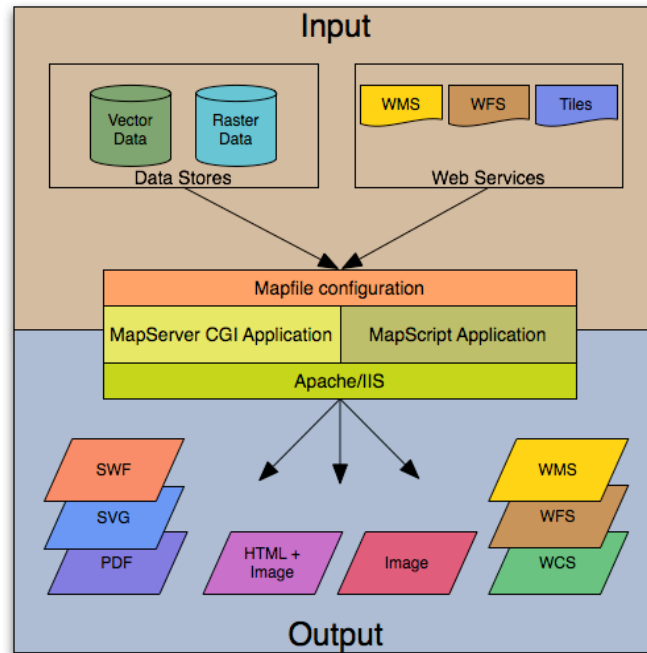 Input
Vector
Data
Raster
Data
Data Stores
WMS
WFS
Tiles
Web Services
Mapfile configuration
MapServer CGI Application
MapScript Application
Apache/IIS
SWF
SVG
PDF
HTML +
Image
Image
WMS
WFS
WCS
Output